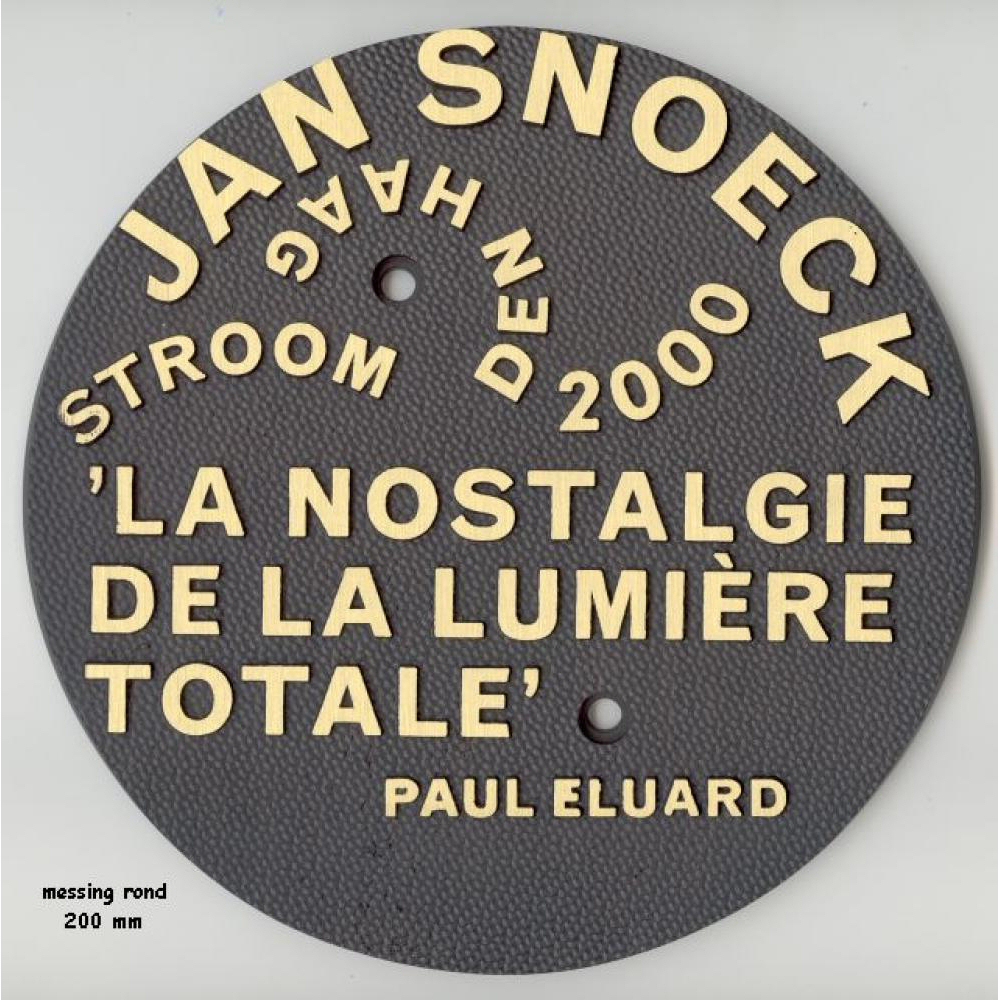 JAN SNOECK
STROOM
HAAG
DEN
2000
’LA NOSTALGIE
DE LA LUMIÈRE
TOTALE’
PAUL ELUARD
messing rond
200 mm